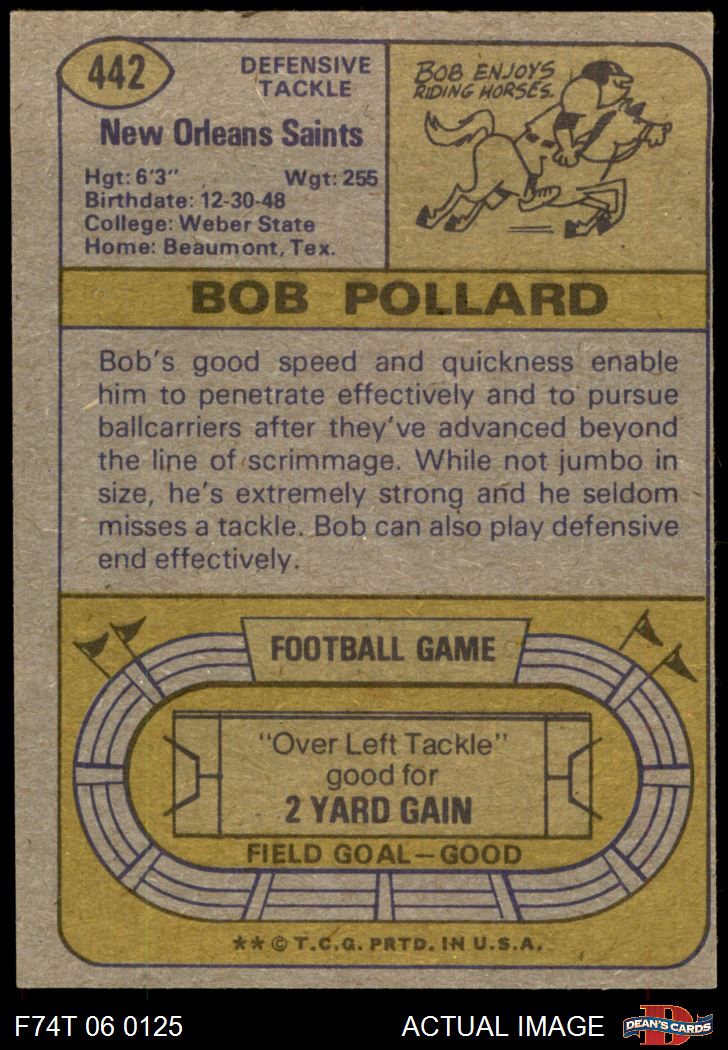 442
DEFENSIVE
TACKLE
New Orleans Saints
Hgt: 6'3" Wgt: 255
Birthdate: 12-30-48
College: Weber State
Home: Beaumont, Tex.
BOB ENJOYS
RIDING HORSES.
BOB POLLARD
Bob's good speed and quickness enable
him to penetrate effectively and to pursue
ballcarriers after they've advanced beyond
the line of scrimmage. While not jumbo in
size, he's extremely strong and he seldom
misses a tackle. Bob can also play defensive
end effectively.
FOOTBALL GAME
"Over Left Tackle"
good for
2 YARD GAIN
FIELD GOAL—GOOD
** © T.C.G. PRTD. IN U.S.A.
F74T 06 0125
ACTUAL IMAGE
D
DEAN'S CARDS